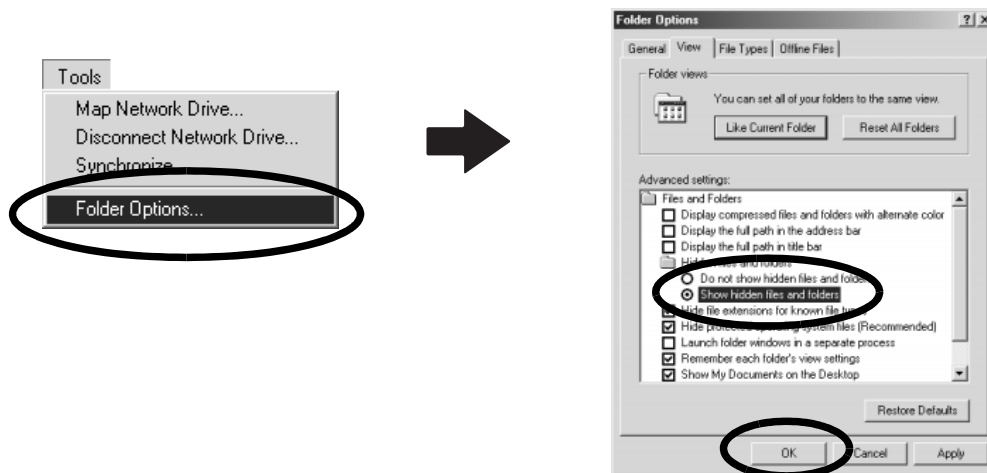 Tools
Map Network Drive...
Disconnect Network Drive...
Synchronize...
Folder Options...
Folder Options
General View File Types Offline Files
Folder views
You can set all of your folders to the same view.
Like Current Folder Reset All Folders
Advanced settings:
Files and Folders
Display compressed files and folders with alternate color
Display the full path in the address bar
Display the full path in title bar
Hidden files and folders
Do not show hidden files and folders
Show hidden files and folders
Hide file extensions for known file types
Hide protected operating system files (Recommended)
Launch folder windows in a separate process
Remember each folder's view settings
Show My Documents on the Desktop
Restore Defaults
OK Cancel Apply